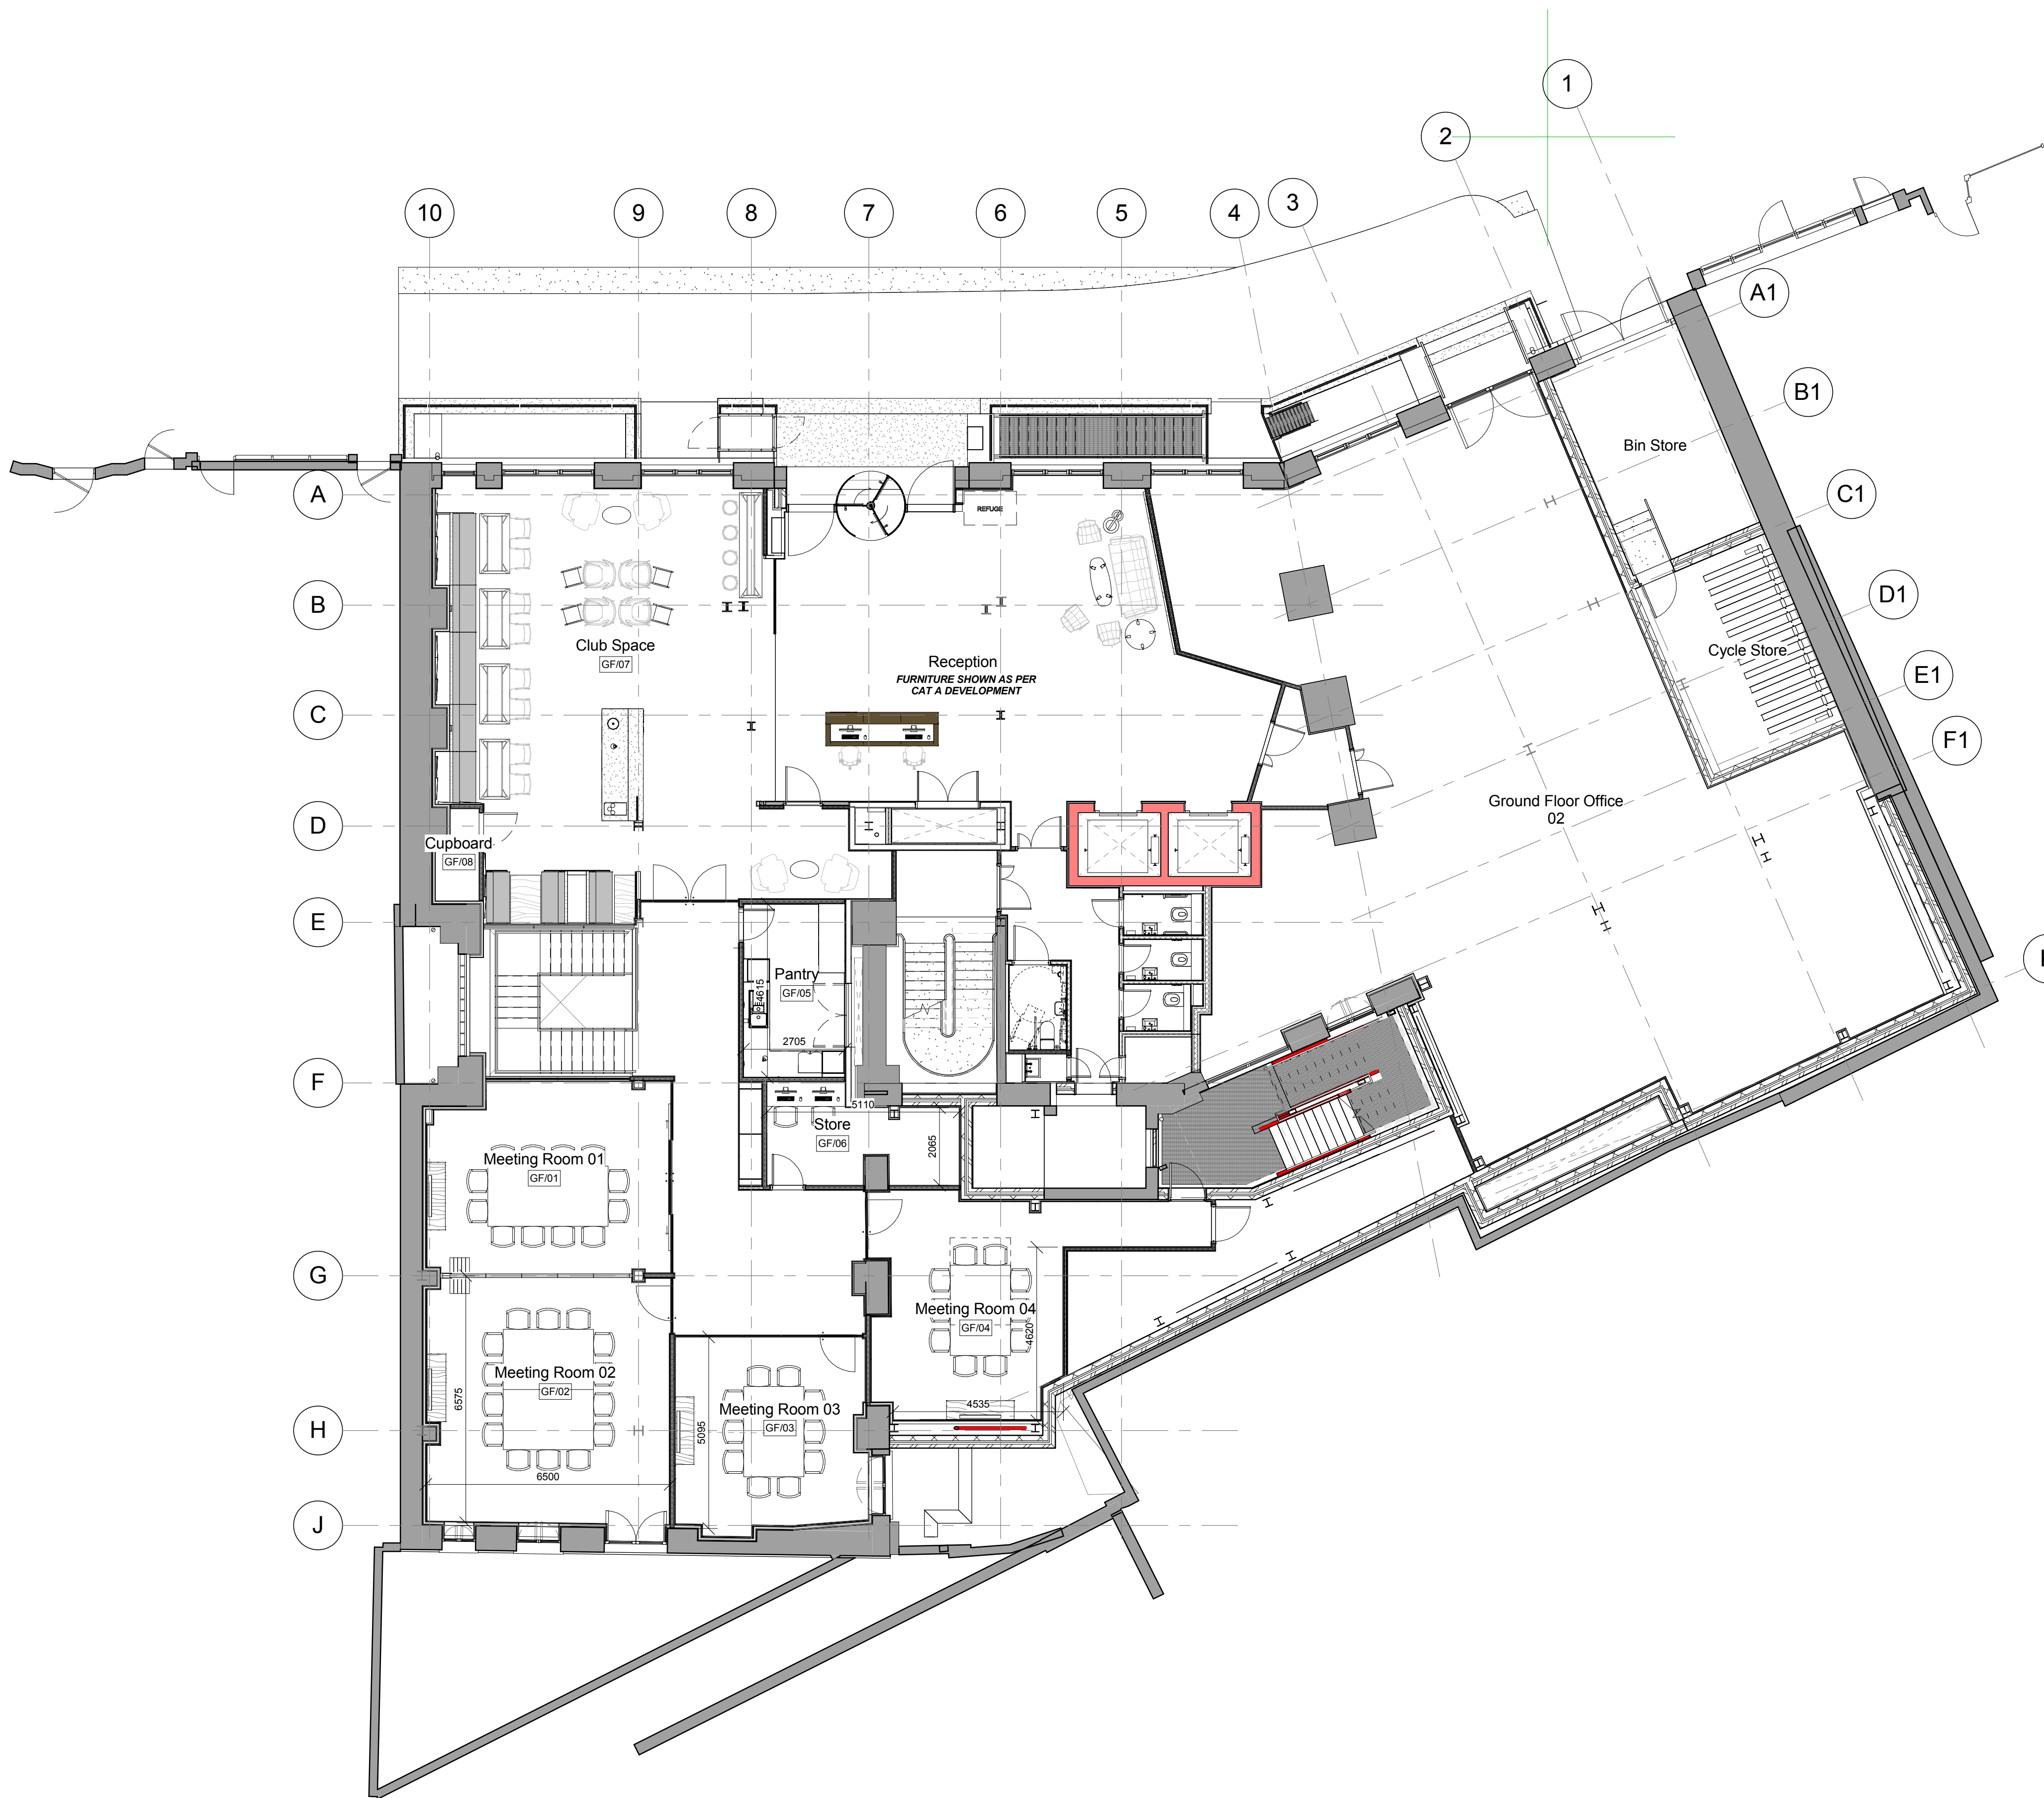 1
2
10
9
8
7
6
5
4
3
A1
B1
Bin Store
C1
A
REFUGE
D1
B
Club Space
GF/07
Cycle Store
Reception
FURNITURE SHOWN AS PER
CAT A DEVELOPMENT
E1
C
F1
Ground Floor Office
02
D
Cupboard
GF/08
E
Pantry
GF/05
4615
2705
F
5110
Store
GF/06
2065
Meeting Room 01
GF/01
G
Meeting Room 04
GF/04
4620
Meeting Room 02
GF/02
6575
Meeting Room 03
GF/03
5095
4535
H
6500
J